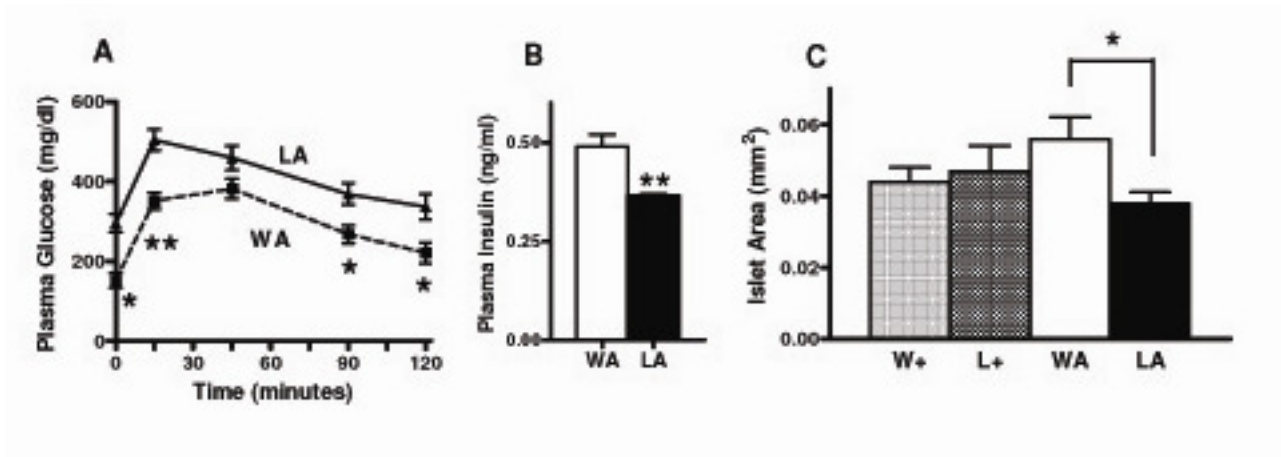 A
Plasma Glucose (mg/dl)
600
400
200
0
LA
WA
**
*
*
*
0 30 60 90 120
Time (minutes)
B
Plasma Insulin (ng/ml)
0.50
0.25
0.00
**
WA LA
C
*
Islet Area (mm²)
0.06
0.04
0.02
0.00
W+ L+ WA LA